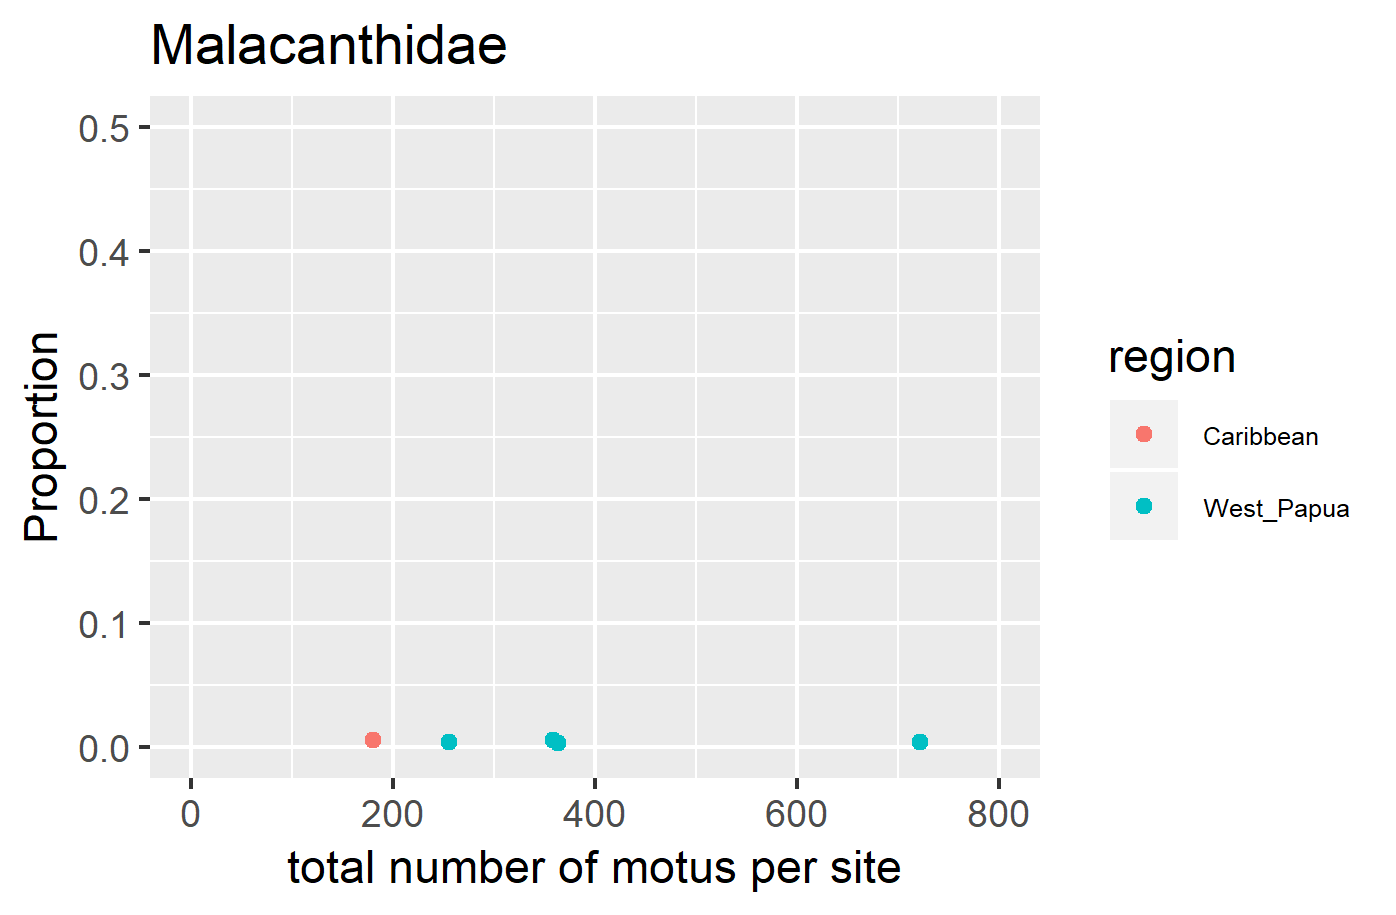 Malacanthidae
0.5
0.4
0.3
0.2
0.1
0.0
Proportion
0 200 400 600 800
total number of motus per site
region
Caribbean
West_Papua